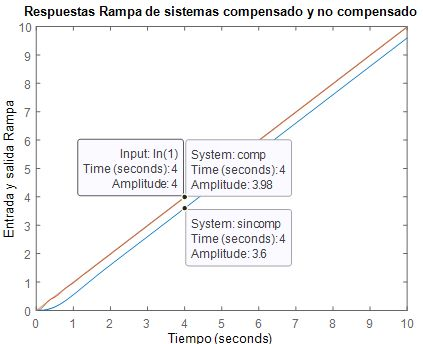 Respuestas Rampa de sistemas compensado y no compensado
Entrada y salida Rampa
10
9
8
7
6
5
4
3
2
1
0
Input: In(1)
Time (seconds): 4
Amplitude: 4
System: comp
Time (seconds): 4
Amplitude: 3.98
System: sincomp
Time (seconds): 4
Amplitude: 3.6
0 1 2 3 4 5 6 7 8 9 10
Tiempo (seconds)